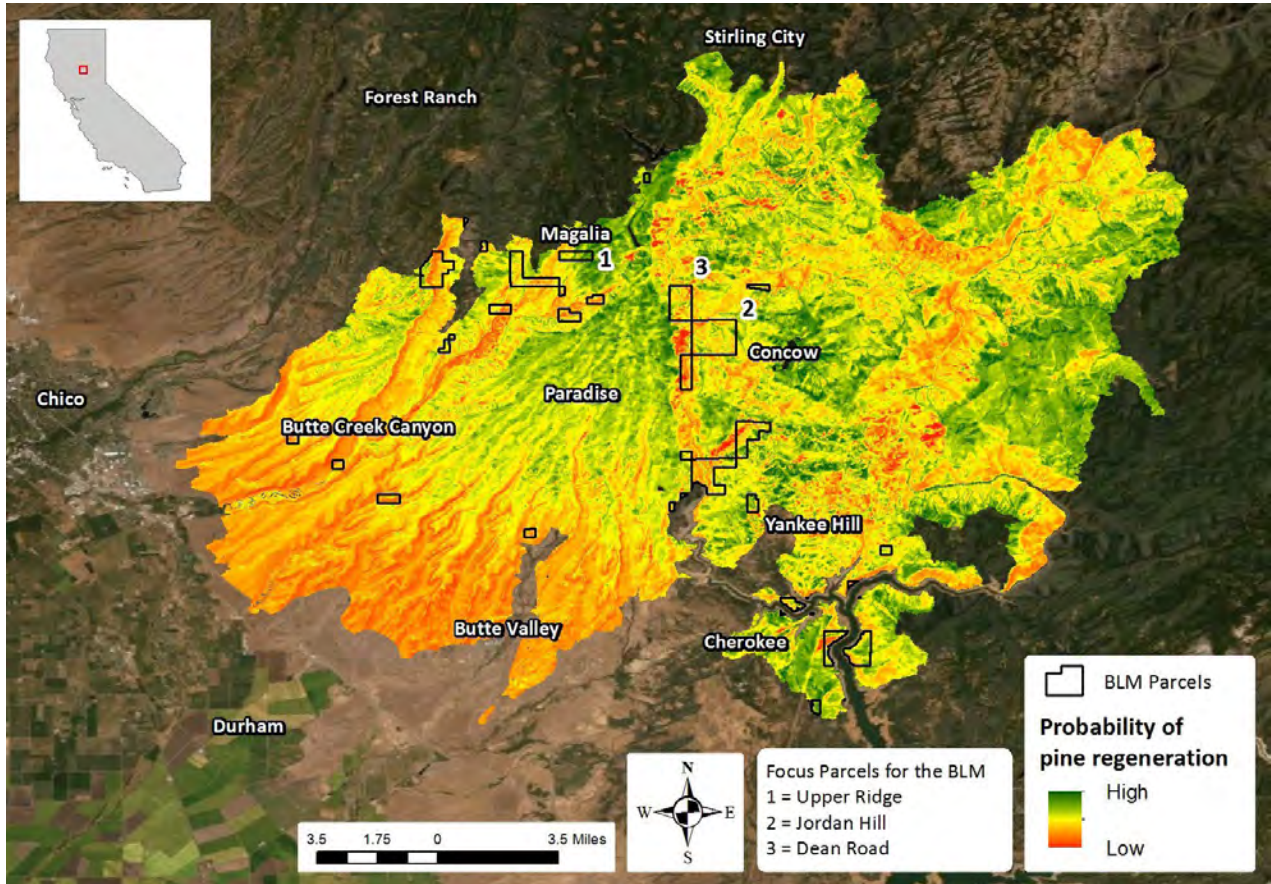 Stirling City
Forest Ranch
Magalia
1
3
2
Concow
Chico
Paradise
Butte Creek Canyon
Yankee Hill
Butte Valley
Cherokee
Durham
BLM Parcels
Probability of
pine regeneration
High
Low
N
W
E
S
Focus Parcels for the BLM
1 = Upper Ridge
2 = Jordan Hill
3 = Dean Road
3.5 1.75 0 3.5 Miles